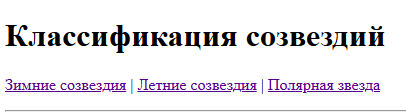 Классификация созвездий
Зимние созвездия | Летние созвездия | Полярная звезда